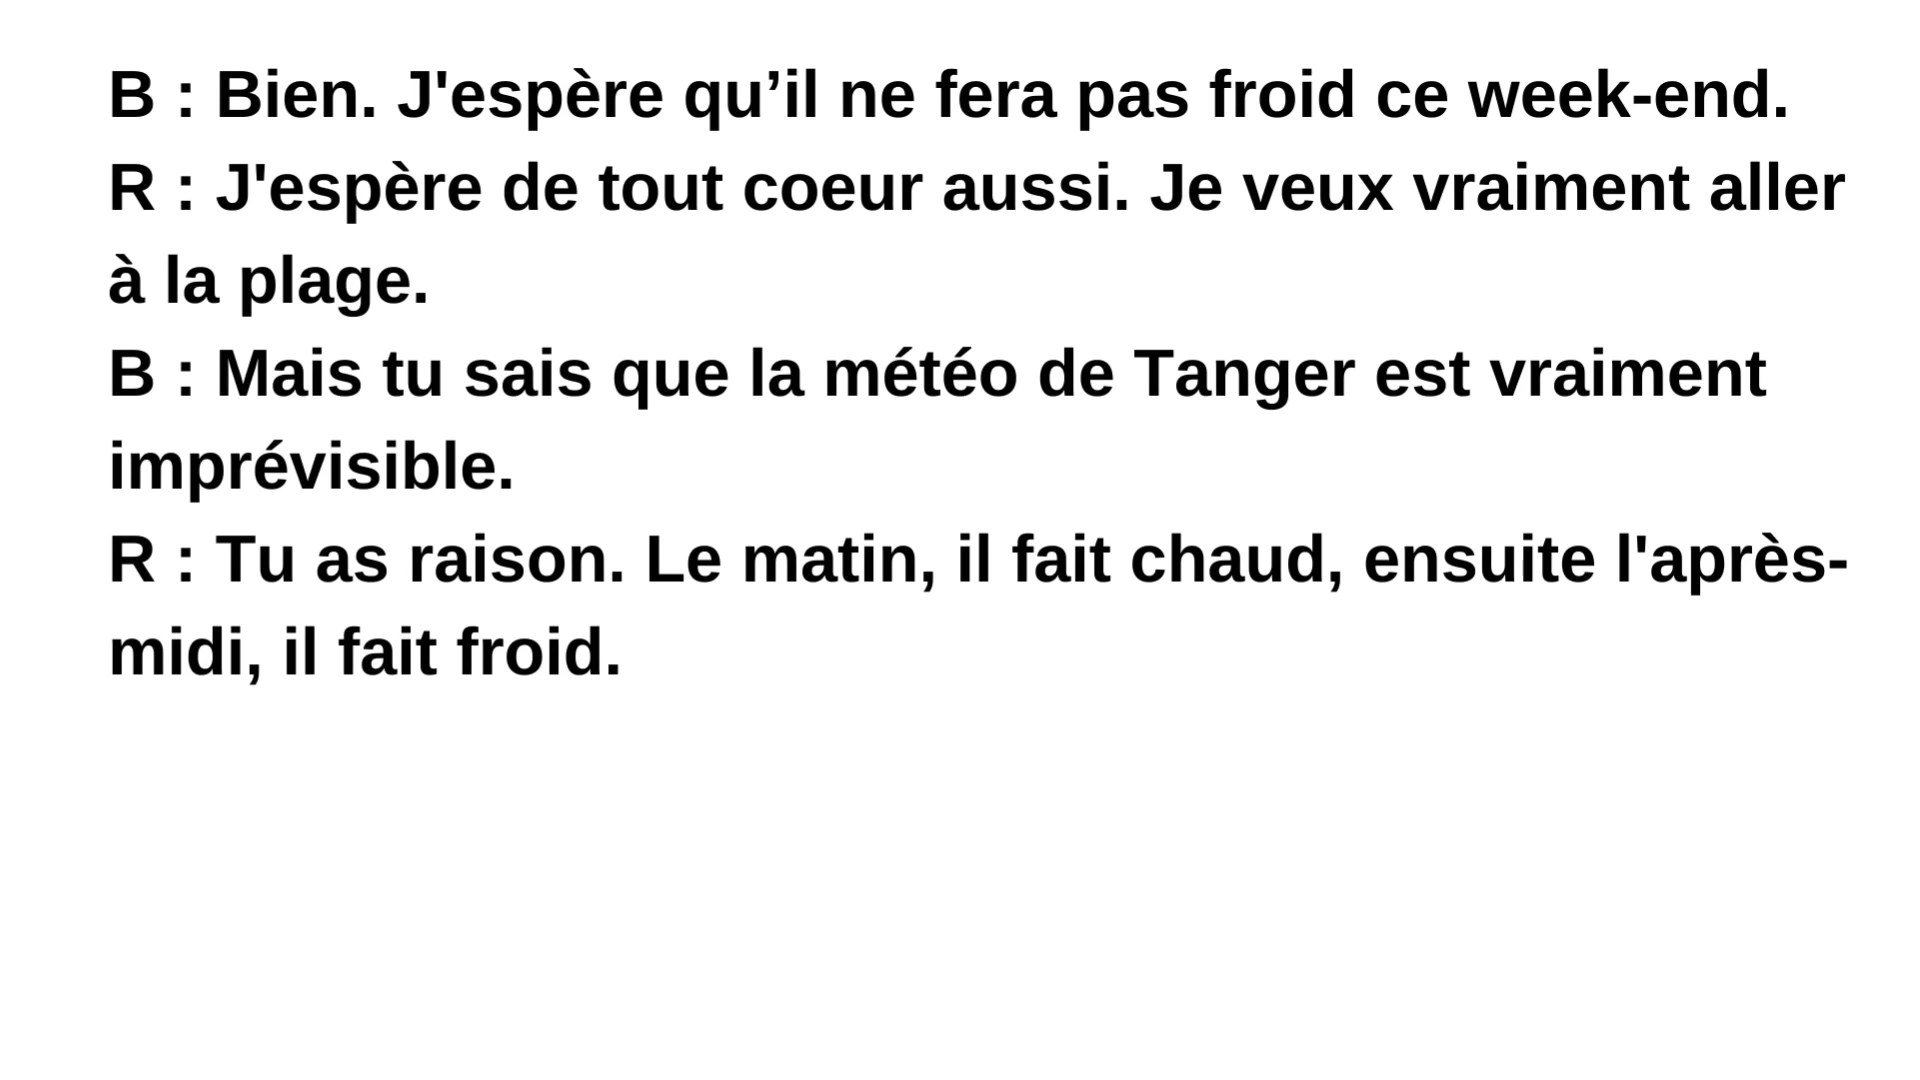 B : Bien. J'espère qu’il ne fera pas froid ce week-end.
R : J'espère de tout coeur aussi. Je veux vraiment aller
à la plage.
B : Mais tu sais que la météo de Tanger est vraiment
imprévisible.
R : Tu as raison. Le matin, il fait chaud, ensuite l'après-
midi, il fait froid.